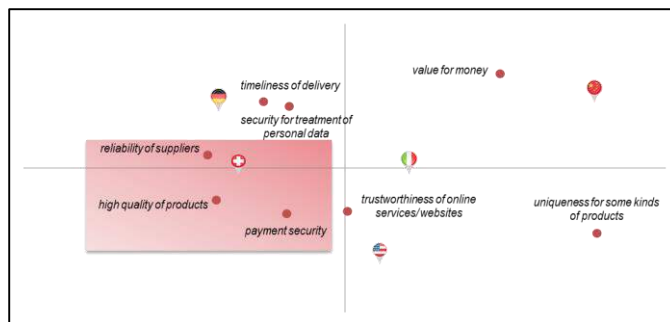 value for money
timeliness of delivery
security for treatment of
personal data
reliability of suppliers
high quality of products
trustworthiness of online
services/websites
uniqueness for some kinds
of products
payment security